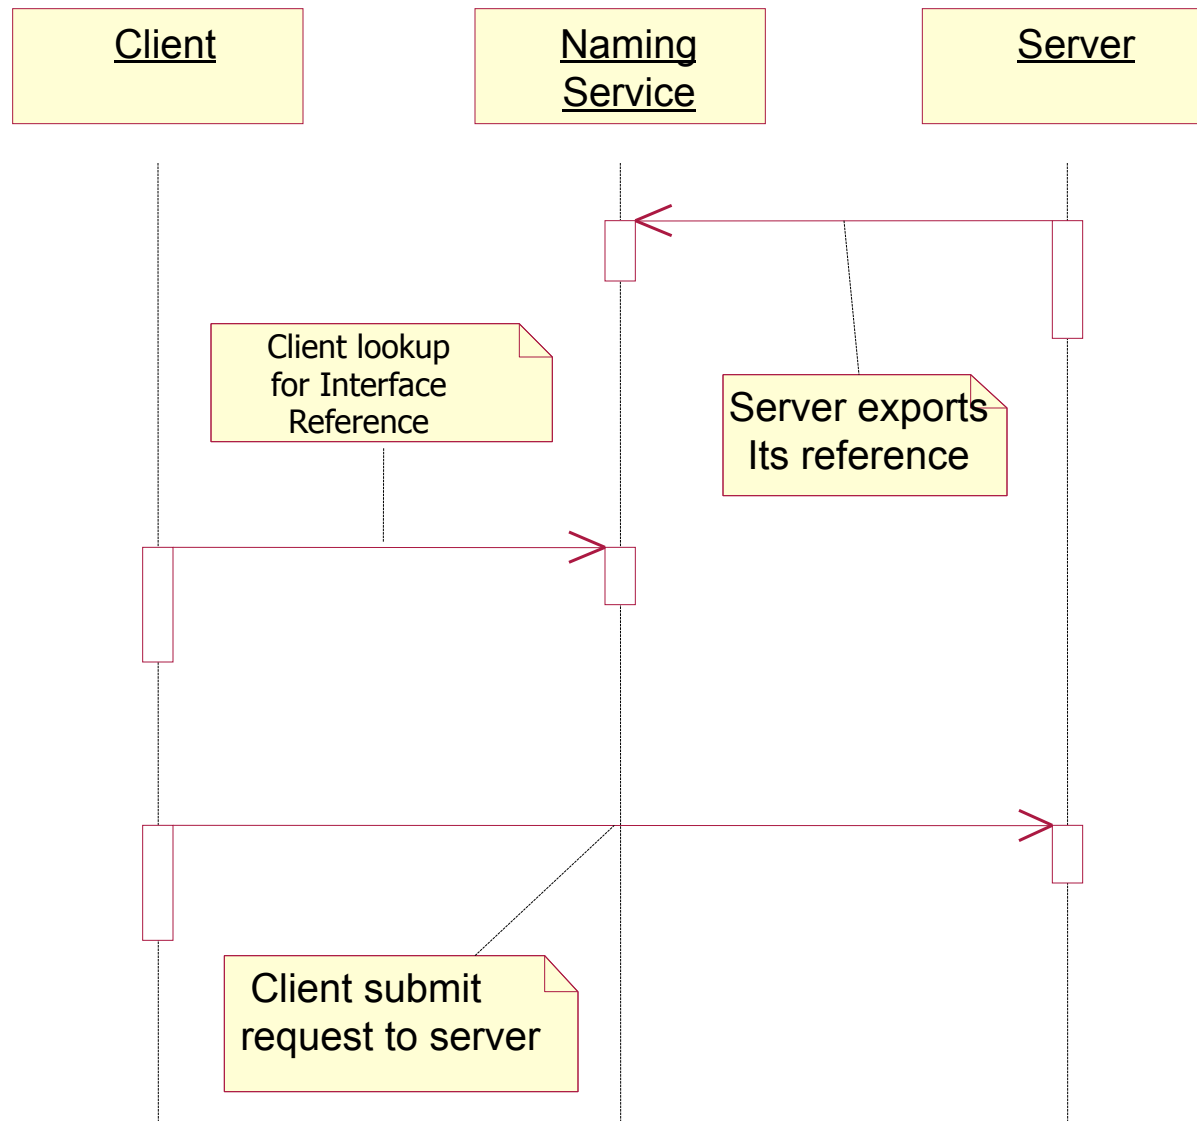 Client
Naming
Service
Server
Client lookup
for Interface
Reference
Server exports
Its reference
Client submit
request to server